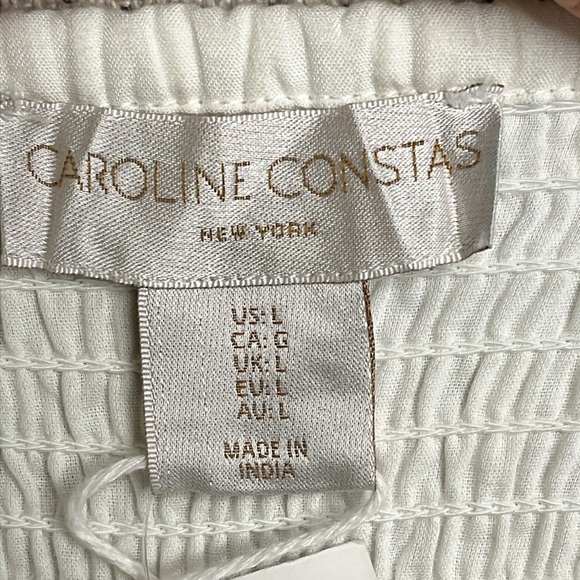 CAROLINE CONSTAS
NEW YORK
US: L
CA: G
UK: L
EU: L
AU: L
MADE IN
INDIA